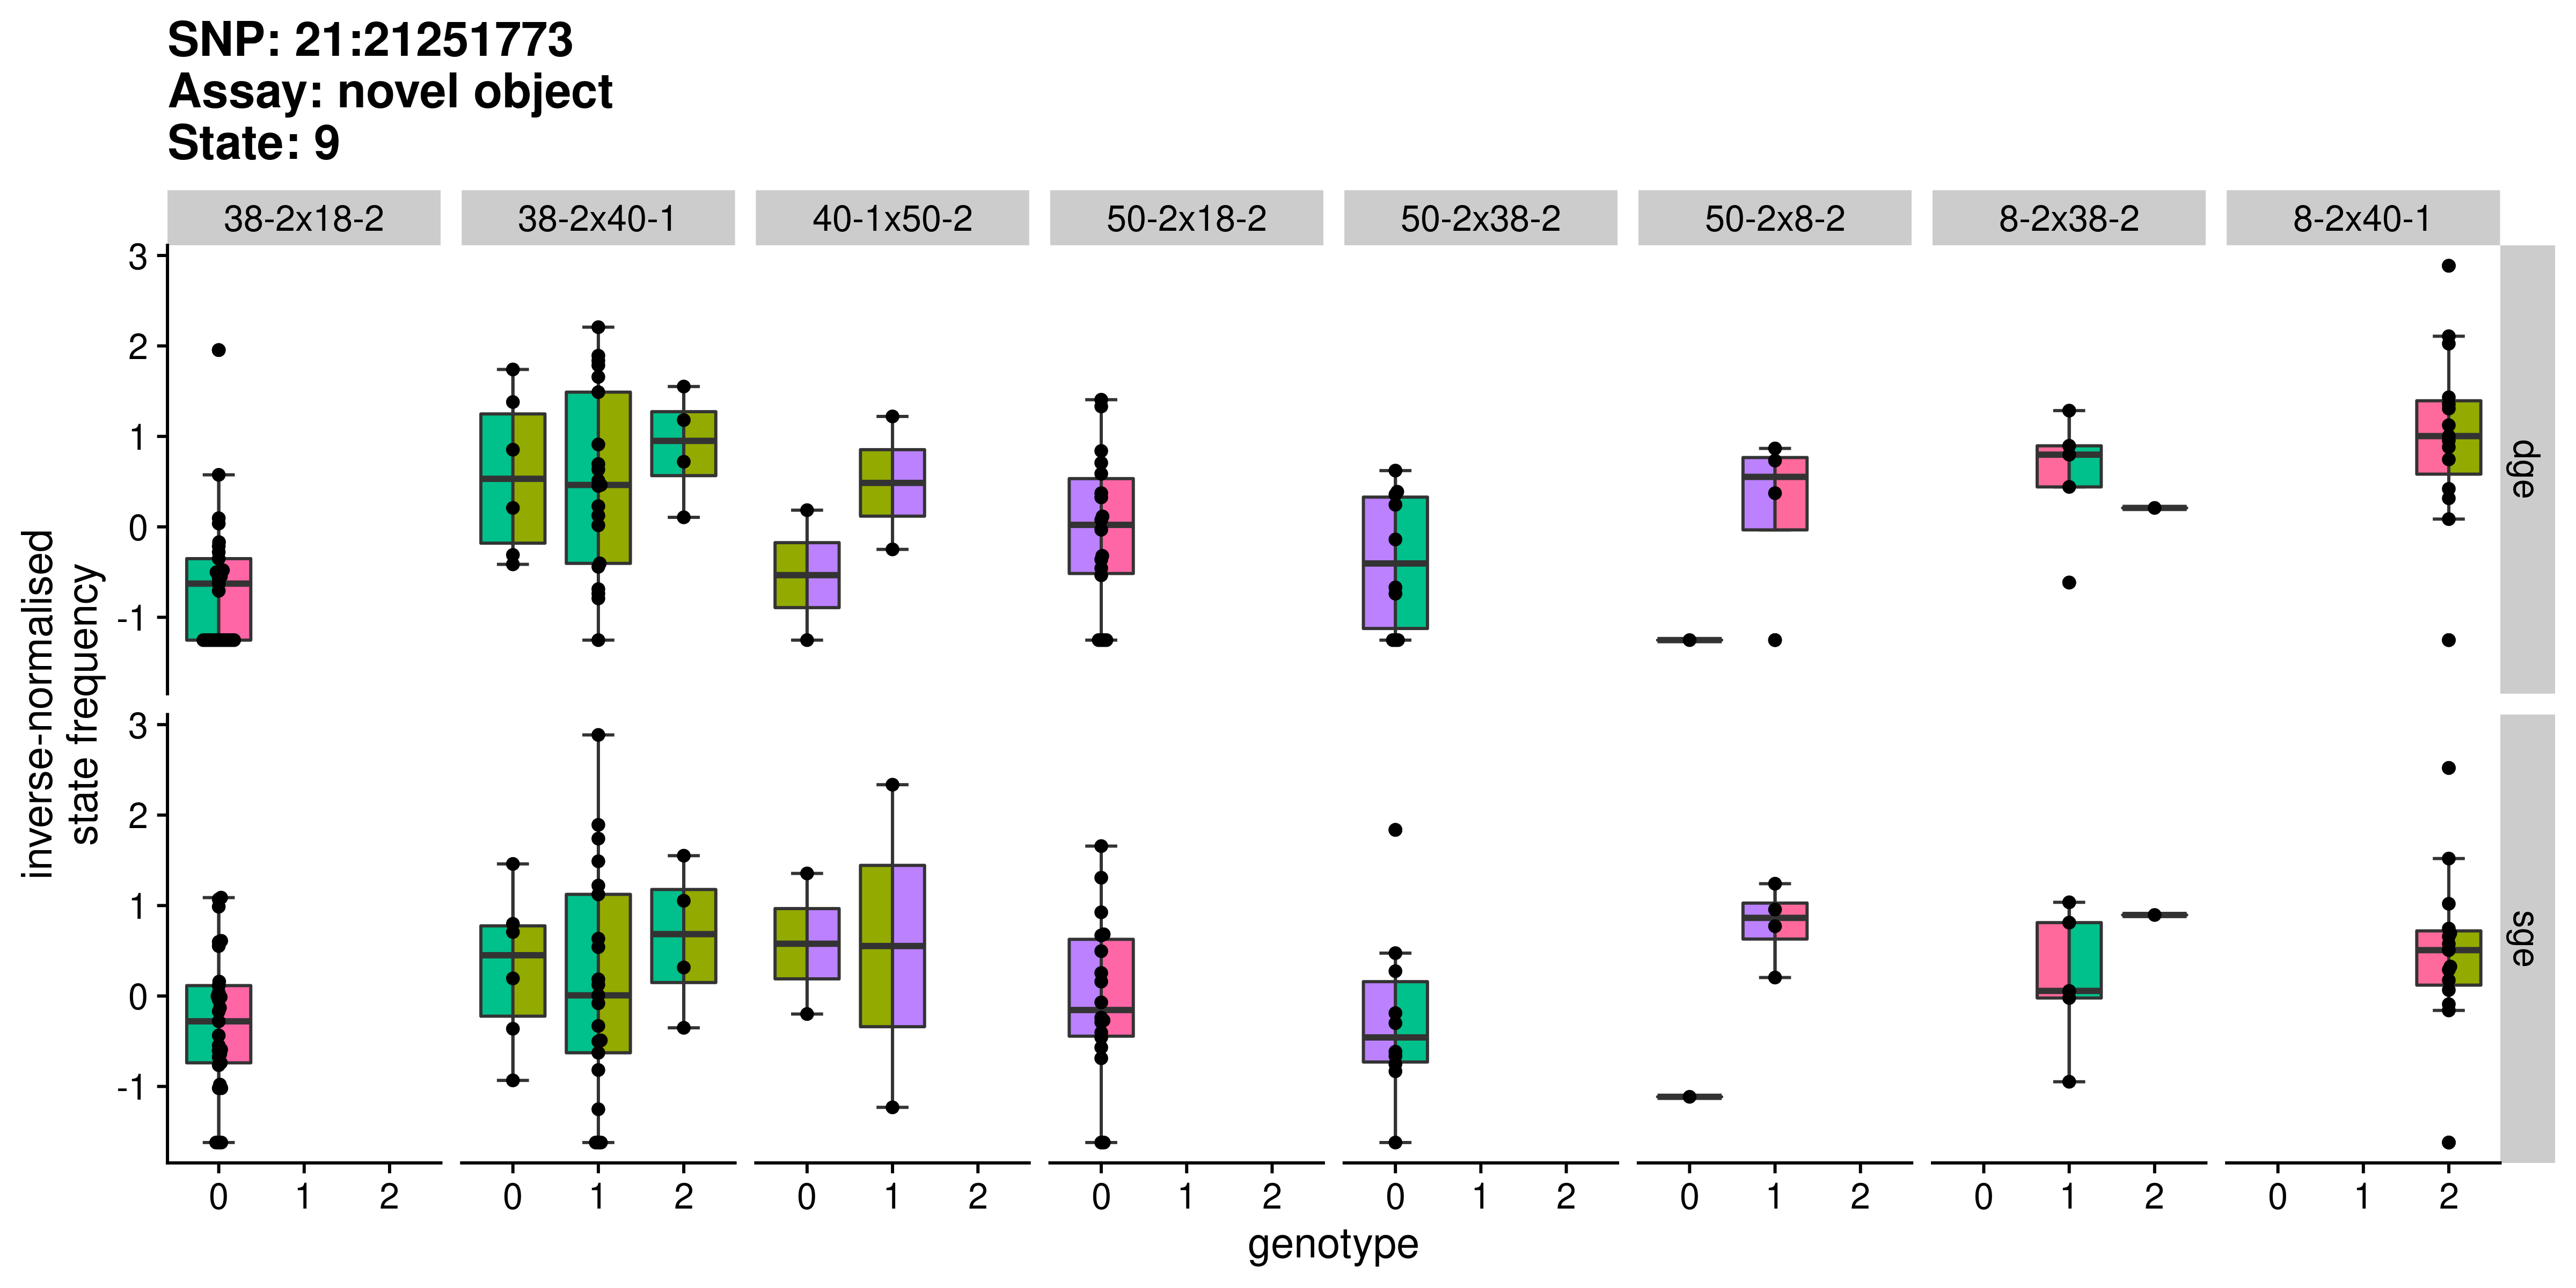 SNP: 21:21251773
Assay: novel object
State: 9
38-2x18-2 38-2x40-1 40-1x50-2 50-2x18-2 50-2x38-2 50-2x8-2 8-2x38-2 8-2x40-1
3
2
1
0
-1
dge
3
2
1
0
-1
sge
inverse-normalised
state frequency
0 1 2 0 1 2 0 1 2 0 1 2 0 1 2 0 1 2 0 1 2 0 1 2
genotype